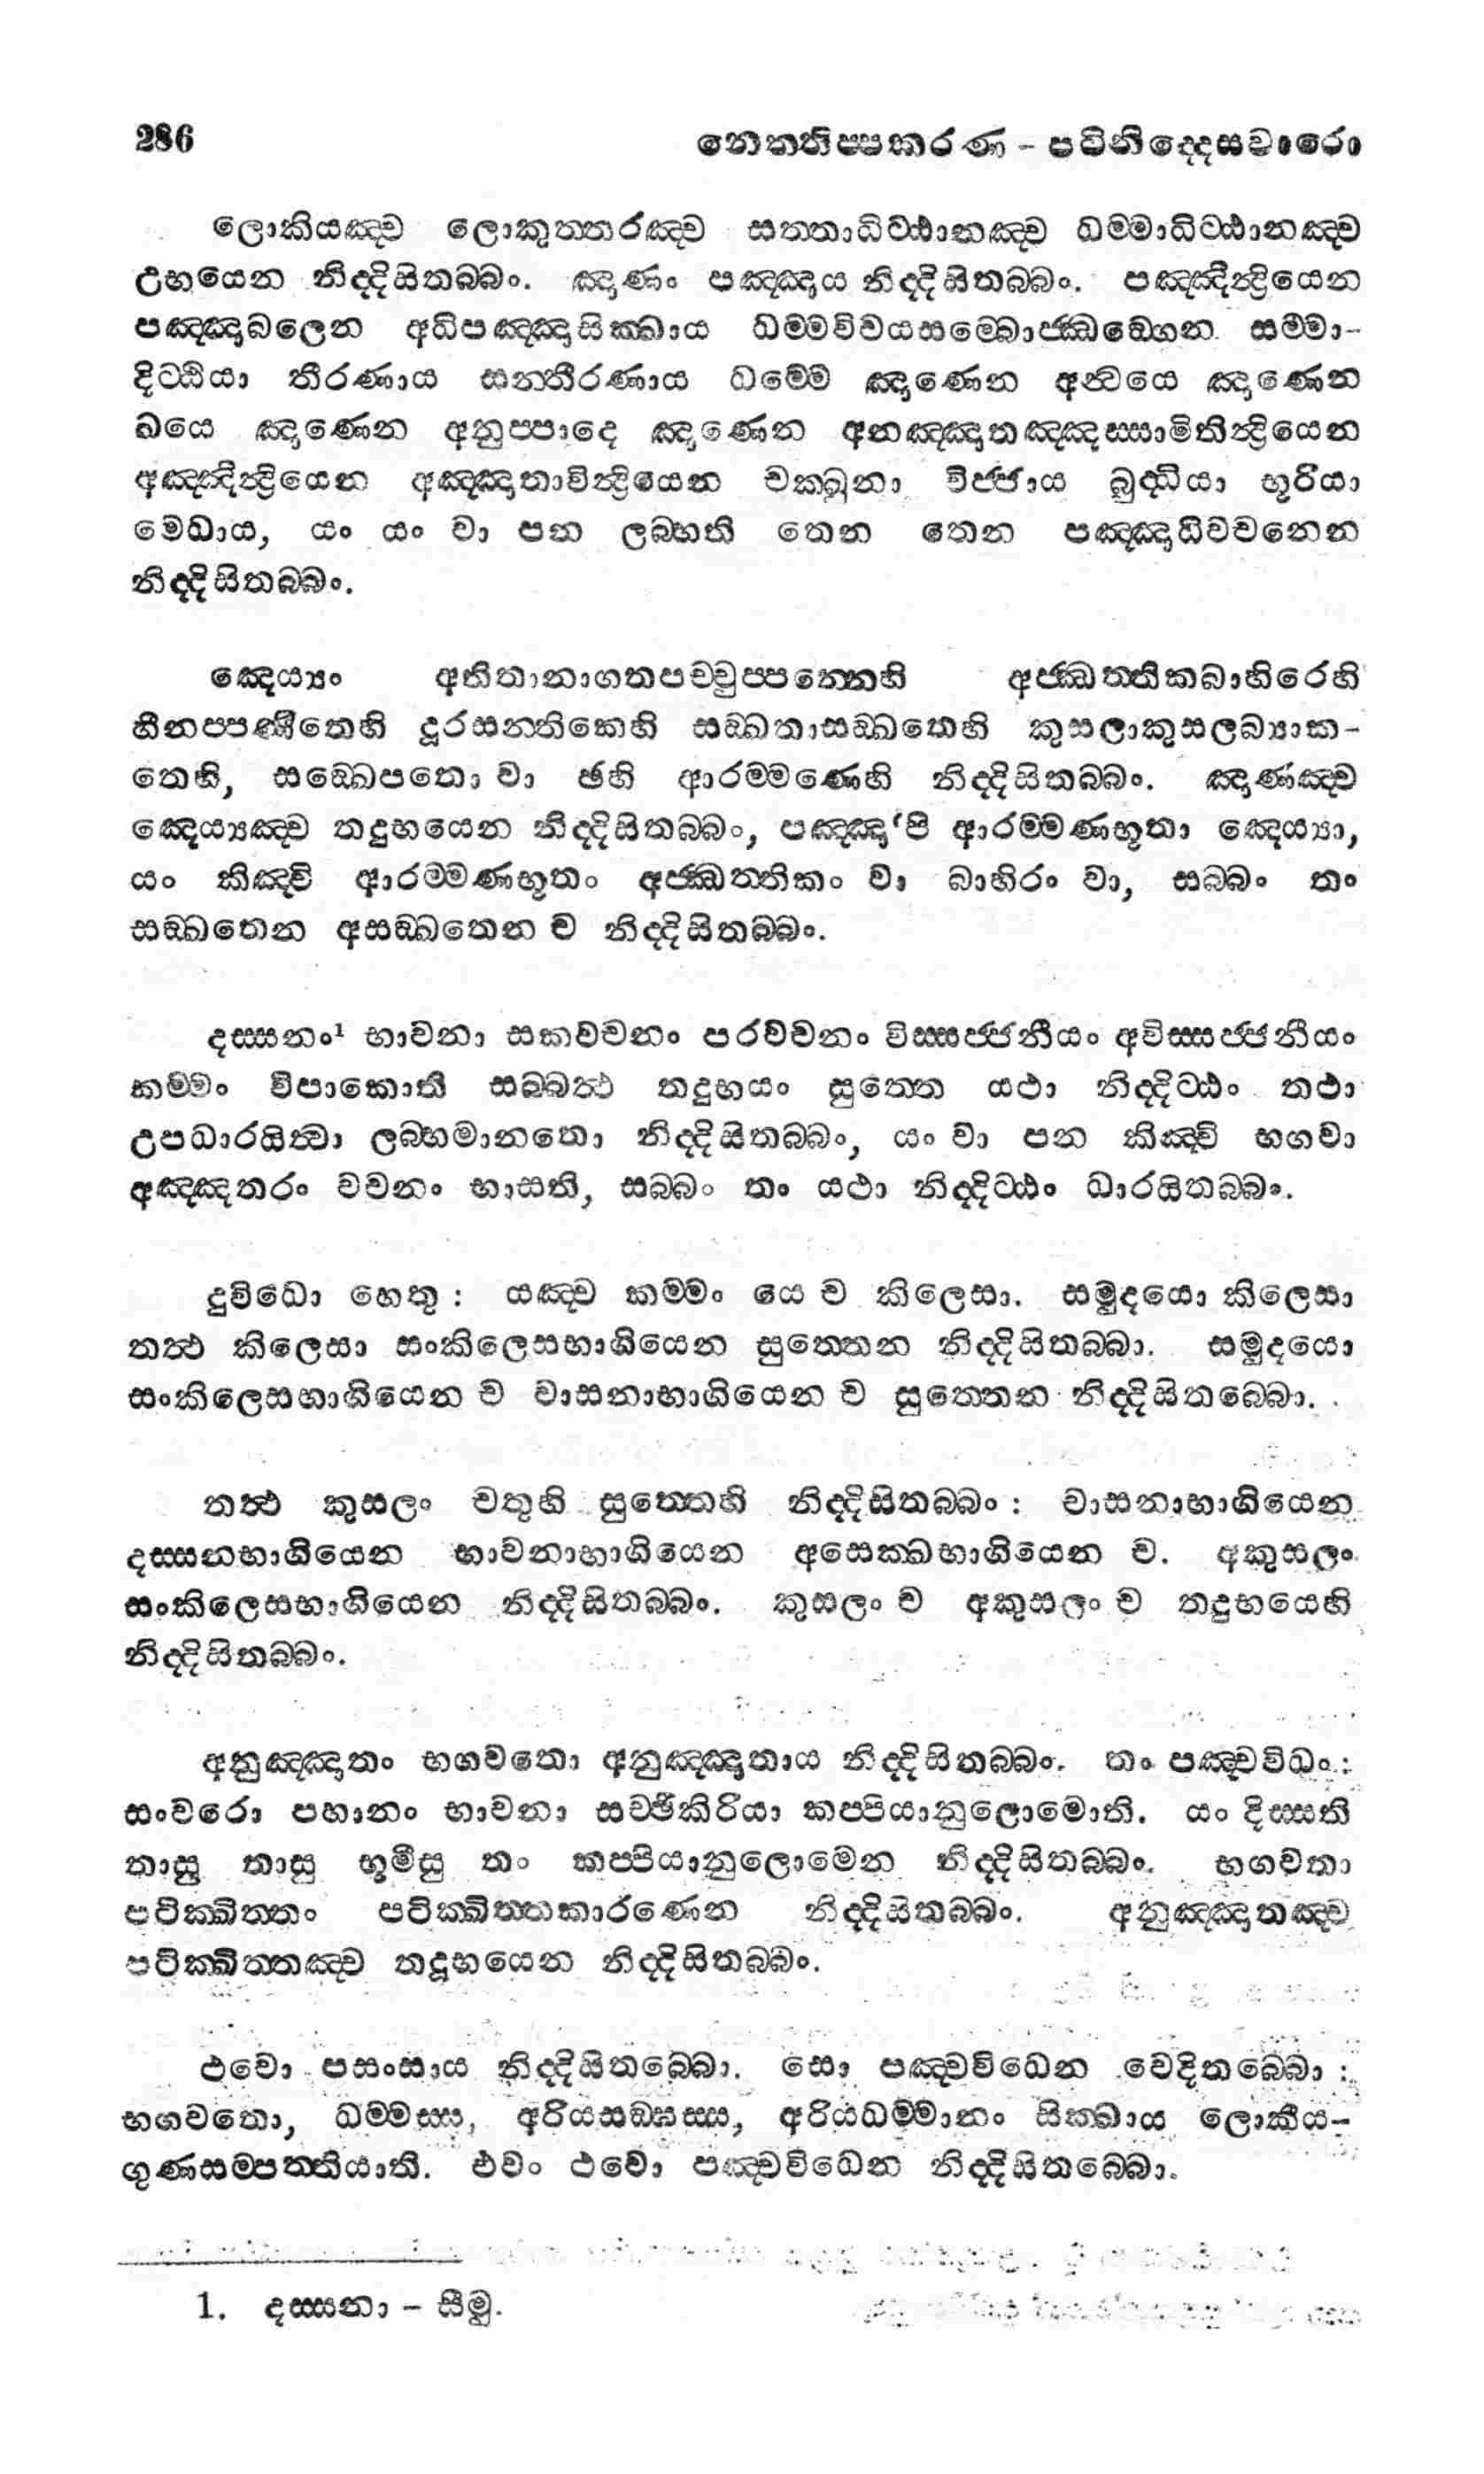 286
නෙත්තිප්පකරණ - පටිනිද්දෙසවාරො
ලොකියඤ්ච ලොකුත්තරඤ්ච සත්තාධිට්ඨානඤ්ච ධම්මාධිට්ඨානඤ්ච
උභයෙන නිද්දිසිතබ්බං. ඤාණං පඤ්ඤාය නිද්දිසිතබ්බං. පඤ්ඤින්ද්‍රියෙන
පඤ්ඤාබලෙන අධිපඤ්ඤාසික්ඛාය ධම්මවිචයසම්බොජ්ඣඞ්ගෙන සම්මා-
දිට්ඨියා තීරණාය සන්තීරණාය ධම්මෙ ඤාණෙන අන්වයෙ ඤාණෙන
ඛයෙ ඤාණෙන අනුප්පාදෙ ඤාණෙන අනඤ්ඤාතඤ්ඤස්සාමිතින්ද්‍රියෙන
අඤ්ඤින්ද්‍රියෙන අඤ්ඤාතාවින්ද්‍රියෙන චක්ඛුනා විජ්ජාය බුද්ධියා භූරියා
මෙධාය, යං යං වා පන ලබ්භති තෙන තෙන පඤ්ඤාධිවචනෙන
නිද්දිසිතබ්බං.
ඤෙය්‍යං අතීතානාගතපච්චුප්පන්නෙහි අජ්ඣත්තිකබාහිරෙහි
හීනප්පණීතෙහි දූරසන්තිකෙහි සඞ්ඛතාසඞ්ඛතෙහි කුසලාකුසලබ්‍යාක-
තෙහි, සඞ්ඛෙපතො වා ඡහි ආරම්මණෙහි නිද්දිසිතබ්බං. ඤාණඤ්ච
ඤෙය්‍යඤ්ච තදුභයෙන නිද්දිසිතබ්බං, පඤ්ඤා‘පි ආරම්මණභූතා ඤෙය්‍යා,
යං කිඤ්චි ආරම්මණභූතං අජ්ඣත්තිකං වා බාහිරං වා, සබ්බං තං
සඞ්ඛතෙන අසඞ්ඛතෙන ච නිද්දිසිතබ්බං.
දස්සනං¹ භාවනා සකවචනං පරවචනං විස්සජ්ජනීයං අවිස්සජ්ජනීයං
කම්මං විපාකොති සබ්බත්ථ තදුභයං සුත්තෙ යථා නිද්දිට්ඨං තථා
උපධාරයිත්වා ලබ්භමානතො නිද්දිසිතබ්බං, යං වා පන කිඤ්චි භගවා
අඤ්ඤතරං වචනං භාසති, සබ්බං තං යථා නිද්දිට්ඨං ධාරයිතබ්බං.
දුවිධො හෙතු : යඤ්ච කම්මං යෙ ච කිලෙසා. සමුදයො කිලෙසා
තත්ථ කිලෙසා සංකිලෙසභාගියෙන සුත්තෙන නිද්දිසිතබ්බා. සමුදයො
සංකිලෙසභාගියෙන ච වාසනාභාගියෙන ච සුත්තෙන නිද්දිසිතබ්බො.
තත්ථ කුසලං චතුහි සුත්තෙහි නිද්දිසිතබ්බං : වාසනාභාගියෙන
දස්සනභාගියෙන භාවනාභාගියෙන අසෙක්ඛභාගියෙන ච. අකුසලං
සංකිලෙසභාගියෙන නිද්දිසිතබ්බං. කුසලං ච අකුසලං ච තදුභයෙහි
නිද්දිසිතබ්බං.
අනුඤ්ඤාතං භගවතො අනුඤ්ඤාතාය නිද්දිසිතබ්බං. තං පඤ්චවිධං :
සංවරො පහානං භාවනා සච්ඡිකිරියා කප්පියානුලොමොති. යං දිස්සති
තාසු තාසු භූමීසු තං කප්පියානුලොමෙන නිද්දිසිතබ්බං. භගවතා
පටික්ඛිත්තං පටික්ඛිත්තකාරණෙන නිද්දිසිතබ්බං. අනුඤ්ඤාතඤ්ච
පටික්ඛිත්තඤ්ච තදූභයෙන නිද්දිසිතබ්බං.
ථවො පසංසාය නිද්දිසිතබ්බො. සො පඤ්චවිධෙන වෙදිතබ්බො :
භගවතො, ධම්මස්ස, අරියසඞ්ඝස්ස, අරියධම්මානං සික්ඛාය ලොකීය-
ගුණසම්පත්තියාති. එවං ථවො පඤ්චවිධෙන නිද්දිසිතබ්බො.
1. දස්සනා - සීමු.